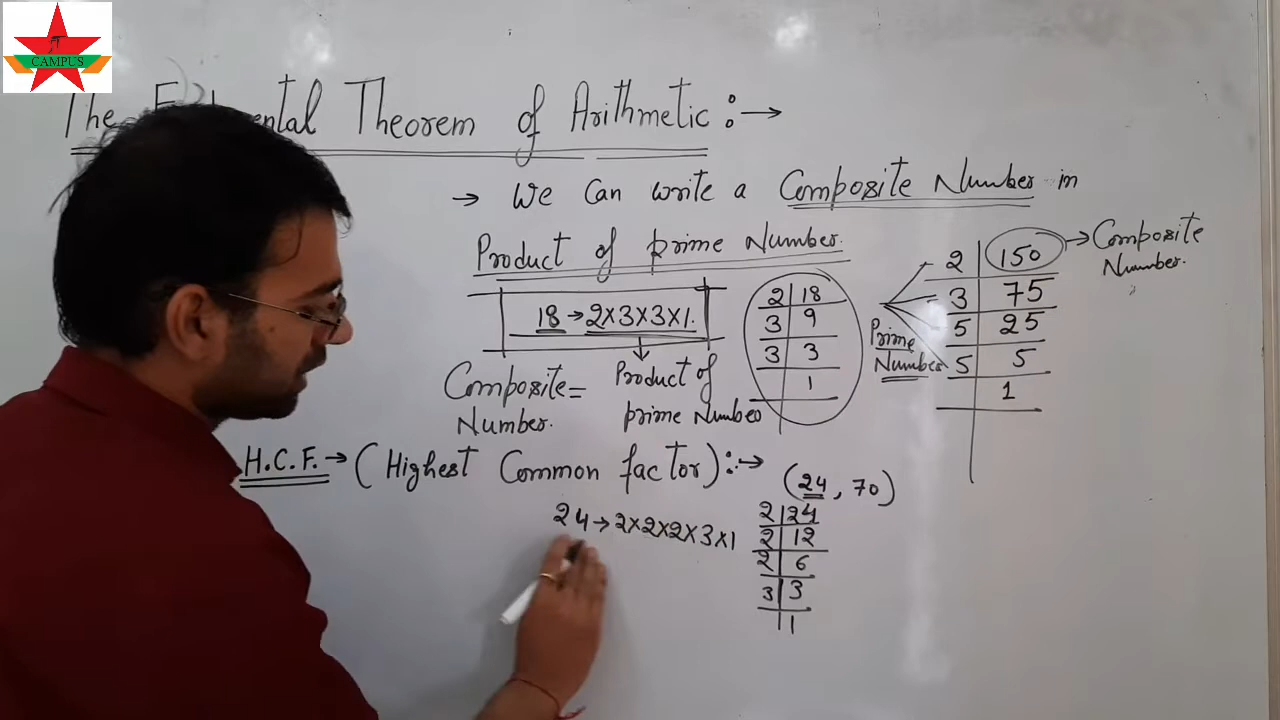 CAMPUS
The ental Theorem of Arithmetic :→
→ We Can write a Composite Number in
Product of prime Number.
18 → 2×3×3×1.
Composite = Number.
Product of prime Number
2 | 18
3 | 9
3 | 3
1
2 | 150
3 | 75
5 | 25
5 | 5
1
→ Composite Number.
Prime Number
H.C.F. → (Highest Common factor) :→
(24, 70)
24 → 2×2×2×3×1
2 | 24
2 | 12
2 | 6
3 | 3
1